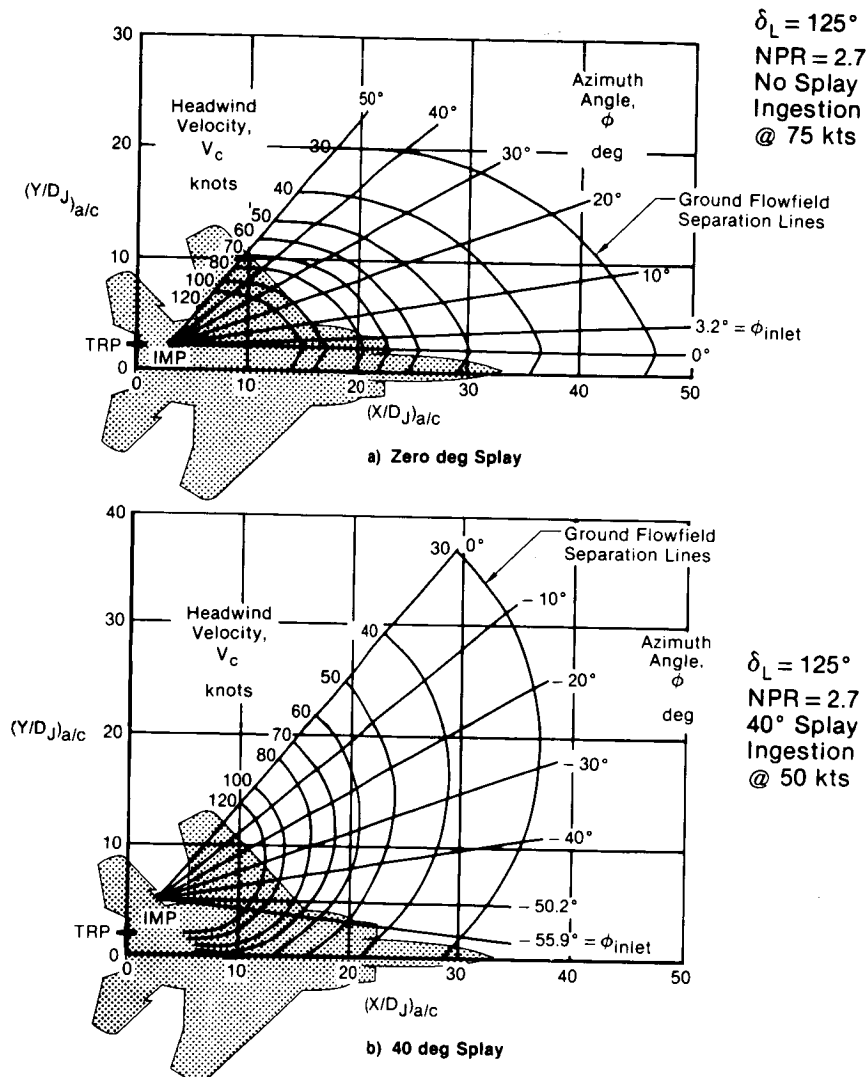 δL = 125°
NPR = 2.7
No Splay
Ingestion
@ 75 kts
30
20
10
0
(Y/DJ)a/c
Headwind
Velocity,
Vc
knots
30
40
50
60
70
80
100
120
50°
40°
30°
20°
10°
3.2° = ϕinlet
0°
Azimuth
Angle,
ϕ
deg
Ground Flowfield
Separation Lines
TRP
IMP
0
10
20
30
40
50
(X/DJ)a/c
a) Zero deg Splay
40
30
20
10
0
(Y/DJ)a/c
Headwind
Velocity,
Vc
knots
30
40
50
60
70
80
100
120
0°
–10°
–20°
–30°
–40°
–50.2°
–55.9° = ϕinlet
Ground Flowfield
Separation Lines
Azimuth
Angle,
ϕ
deg
δL = 125°
NPR = 2.7
40° Splay
Ingestion
@ 50 kts
TRP
IMP
0
10
20
30
40
50
(X/DJ)a/c
b) 40 deg Splay